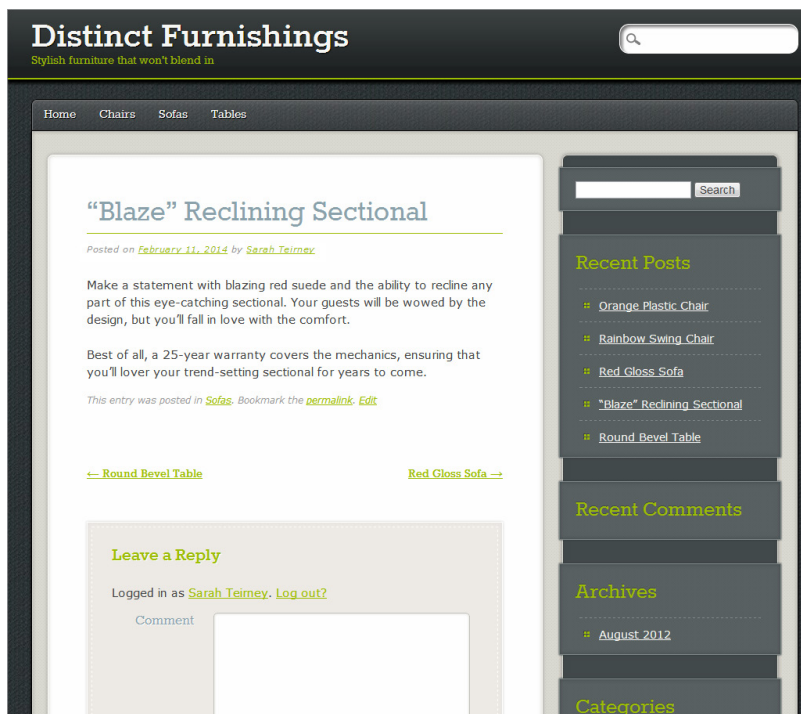 Distinct Furnishings
Stylish furniture that won't blend in
Home Chairs Sofas Tables
“Blaze” Reclining Sectional
Posted on February 11, 2014 by Sarah Teirney
Make a statement with blazing red suede and the ability to recline any
part of this eye-catching sectional. Your guests will be wowed by the
design, but you’ll fall in love with the comfort.
Best of all, a 25-year warranty covers the mechanics, ensuring that
you’ll lover your trend-setting sectional for years to come.
This entry was posted in Sofas. Bookmark the permalink. Edit
← Round Bevel Table
Red Gloss Sofa →
Leave a Reply
Logged in as Sarah Teirney. Log out?
Comment
Search
Recent Posts
Orange Plastic Chair
Rainbow Swing Chair
Red Gloss Sofa
“Blaze” Reclining Sectional
Round Bevel Table
Recent Comments
Archives
August 2012
Categories